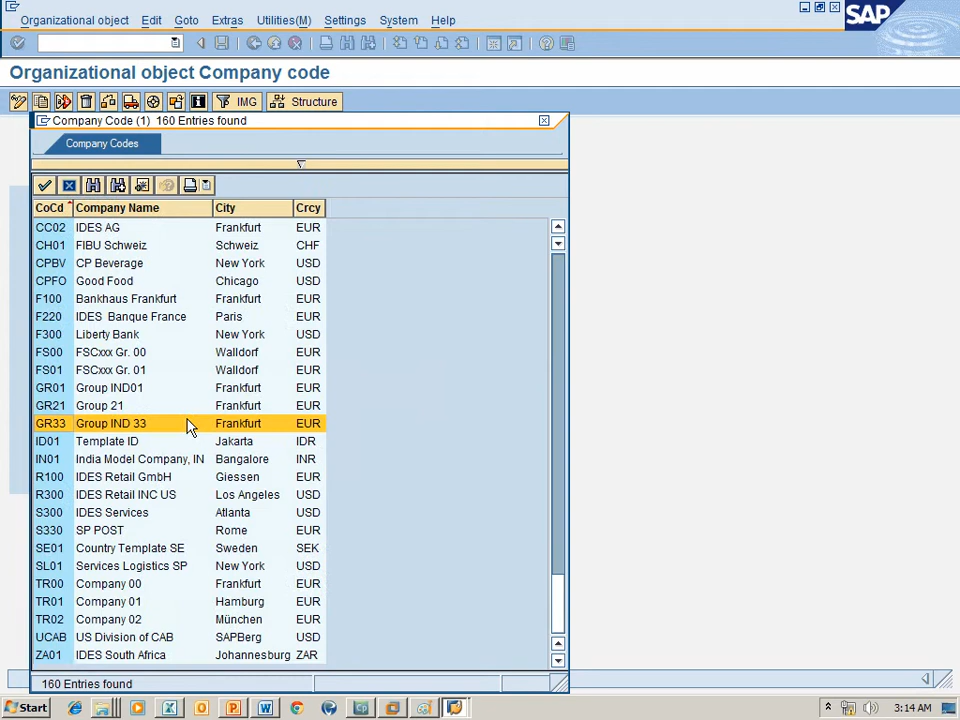 Organizational object Edit Goto Extras Utilities(M) Settings System Help
SAP
Organizational object Company code
IMG Structure
Company Code (1) 160 Entries found
Company Codes
CoCd Company Name City Crcy
CC02 IDES AG Frankfurt EUR
CH01 FIBU Schweiz Schweiz CHF
CPBV CP Beverage New York USD
CPFO Good Food Chicago USD
F100 Bankhaus Frankfurt Frankfurt EUR
F220 IDES Banque France Paris EUR
F300 Liberty Bank New York USD
FS00 FSCxxx Gr. 00 Walldorf EUR
FS01 FSCxxx Gr. 01 Walldorf EUR
GR01 Group IND01 Frankfurt EUR
GR21 Group 21 Frankfurt EUR
GR33 Group IND 33 Frankfurt EUR
ID01 Template ID Jakarta IDR
IN01 India Model Company, IN Bangalore INR
R100 IDES Retail GmbH Giessen EUR
R300 IDES Retail INC US Los Angeles USD
S300 IDES Services Atlanta USD
S330 SP POST Rome EUR
SE01 Country Template SE Sweden SEK
SL01 Services Logistics SP New York USD
TR00 Company 00 Frankfurt EUR
TR01 Company 01 Hamburg EUR
TR02 Company 02 München EUR
UCAB US Division of CAB SAPBerg USD
ZA01 IDES South Africa Johannesburg ZAR
160 Entries found
Start 3:14 AM